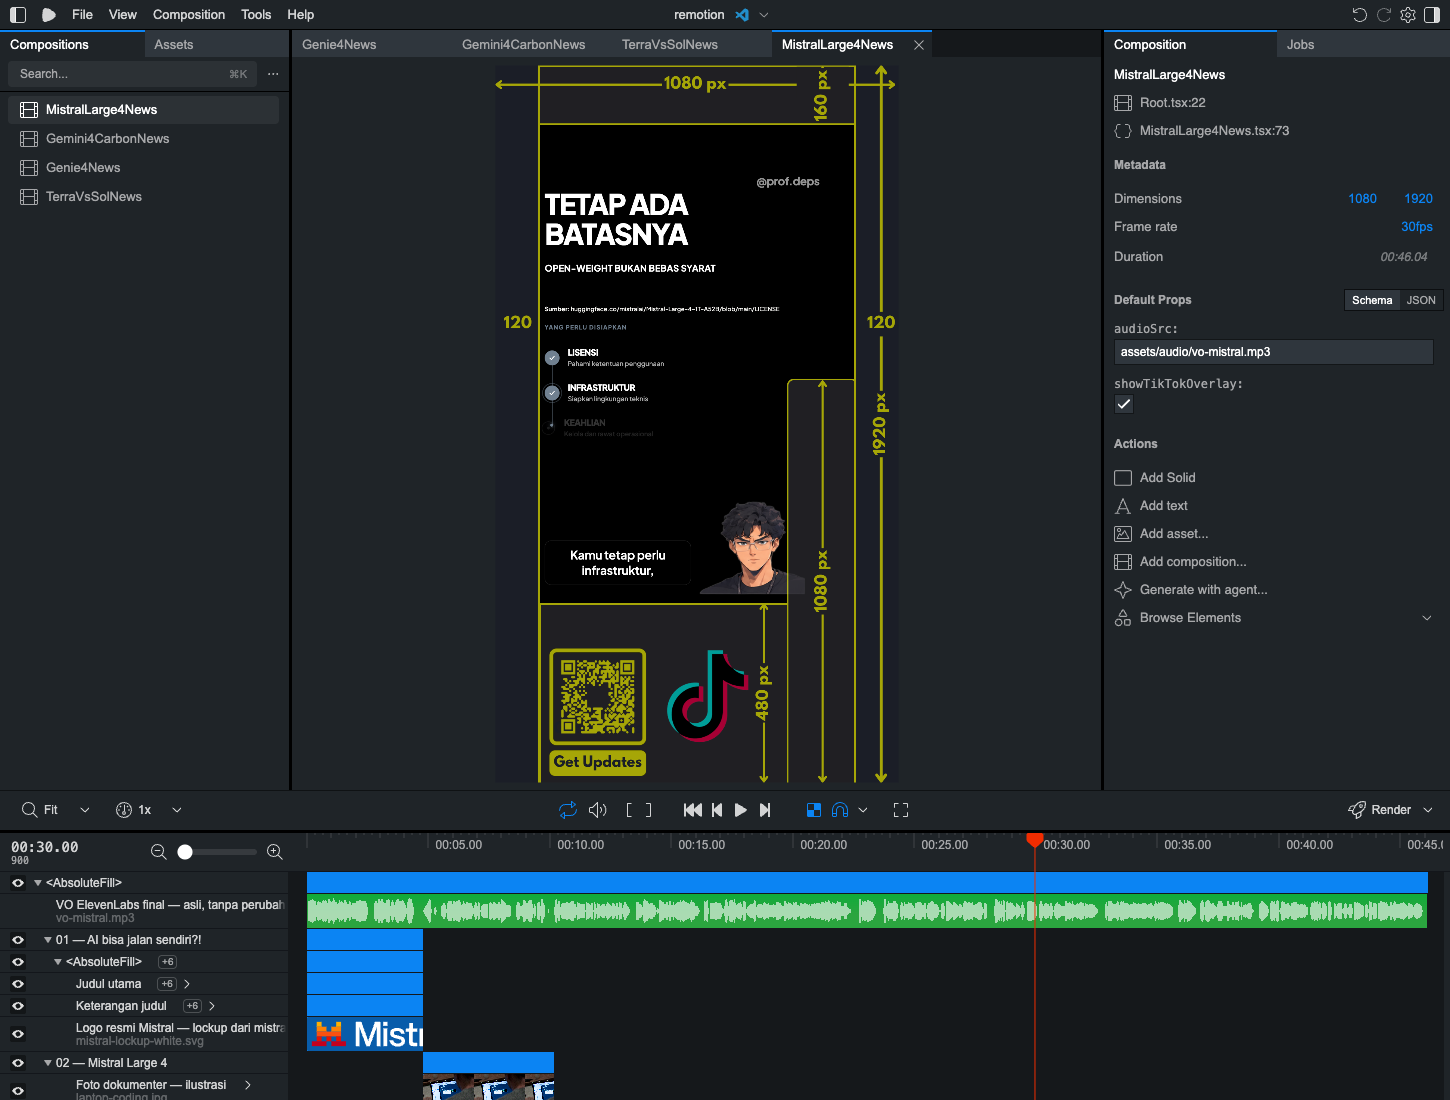 File View Composition Tools Help
remotion
Compositions
Assets
Search...
⌘K
MistralLarge4News
Gemini4CarbonNews
Genie4News
TerraVsSolNews
Genie4News
Gemini4CarbonNews
TerraVsSolNews
MistralLarge4News
1080 px
160 px
@prof.deps
TETAP ADA
BATASNYA
OPEN-WEIGHT BUKAN BEBAS SYARAT
YANG PERLU DISIAPKAN
LISENSI
Pahami ketentuan penggunaan
INFRASTRUKTUR
Siapkan lingkungan teknis
KEAHLIAN
120
120
1920 px
1080 px
Kamu tetap perlu
infrastruktur,
480 px
Get Updates
Composition
Jobs
MistralLarge4News
Root.tsx:22
MistralLarge4News.tsx:73
Metadata
Dimensions
1080
1920
Frame rate
30fps
Duration
00:46.04
Default Props
Schema
JSON
audioSrc:
assets/audio/vo-mistral.mp3
showTikTokOverlay:
Actions
Add Solid
Add text
Add asset...
Add composition...
Generate with agent...
Browse Elements
Fit
1x
Render
00:30.00
900
00:05.00
00:10.00
00:15.00
00:20.00
00:25.00
00:30.00
00:35.00
00:40.00
00:45.
<AbsoluteFill>
VO ElevenLabs final — asli, tanpa perubah
vo-mistral.mp3
01 — AI bisa jalan sendiri?!
<AbsoluteFill>
+6
Judul utama
+6
Keterangan judul
+6
Logo resmi Mistral — lockup dari mistra
mistral-lockup-white.svg
Mistr
02 — Mistral Large 4
Foto dokumenter — ilustrasi
laptop-coding.jpg